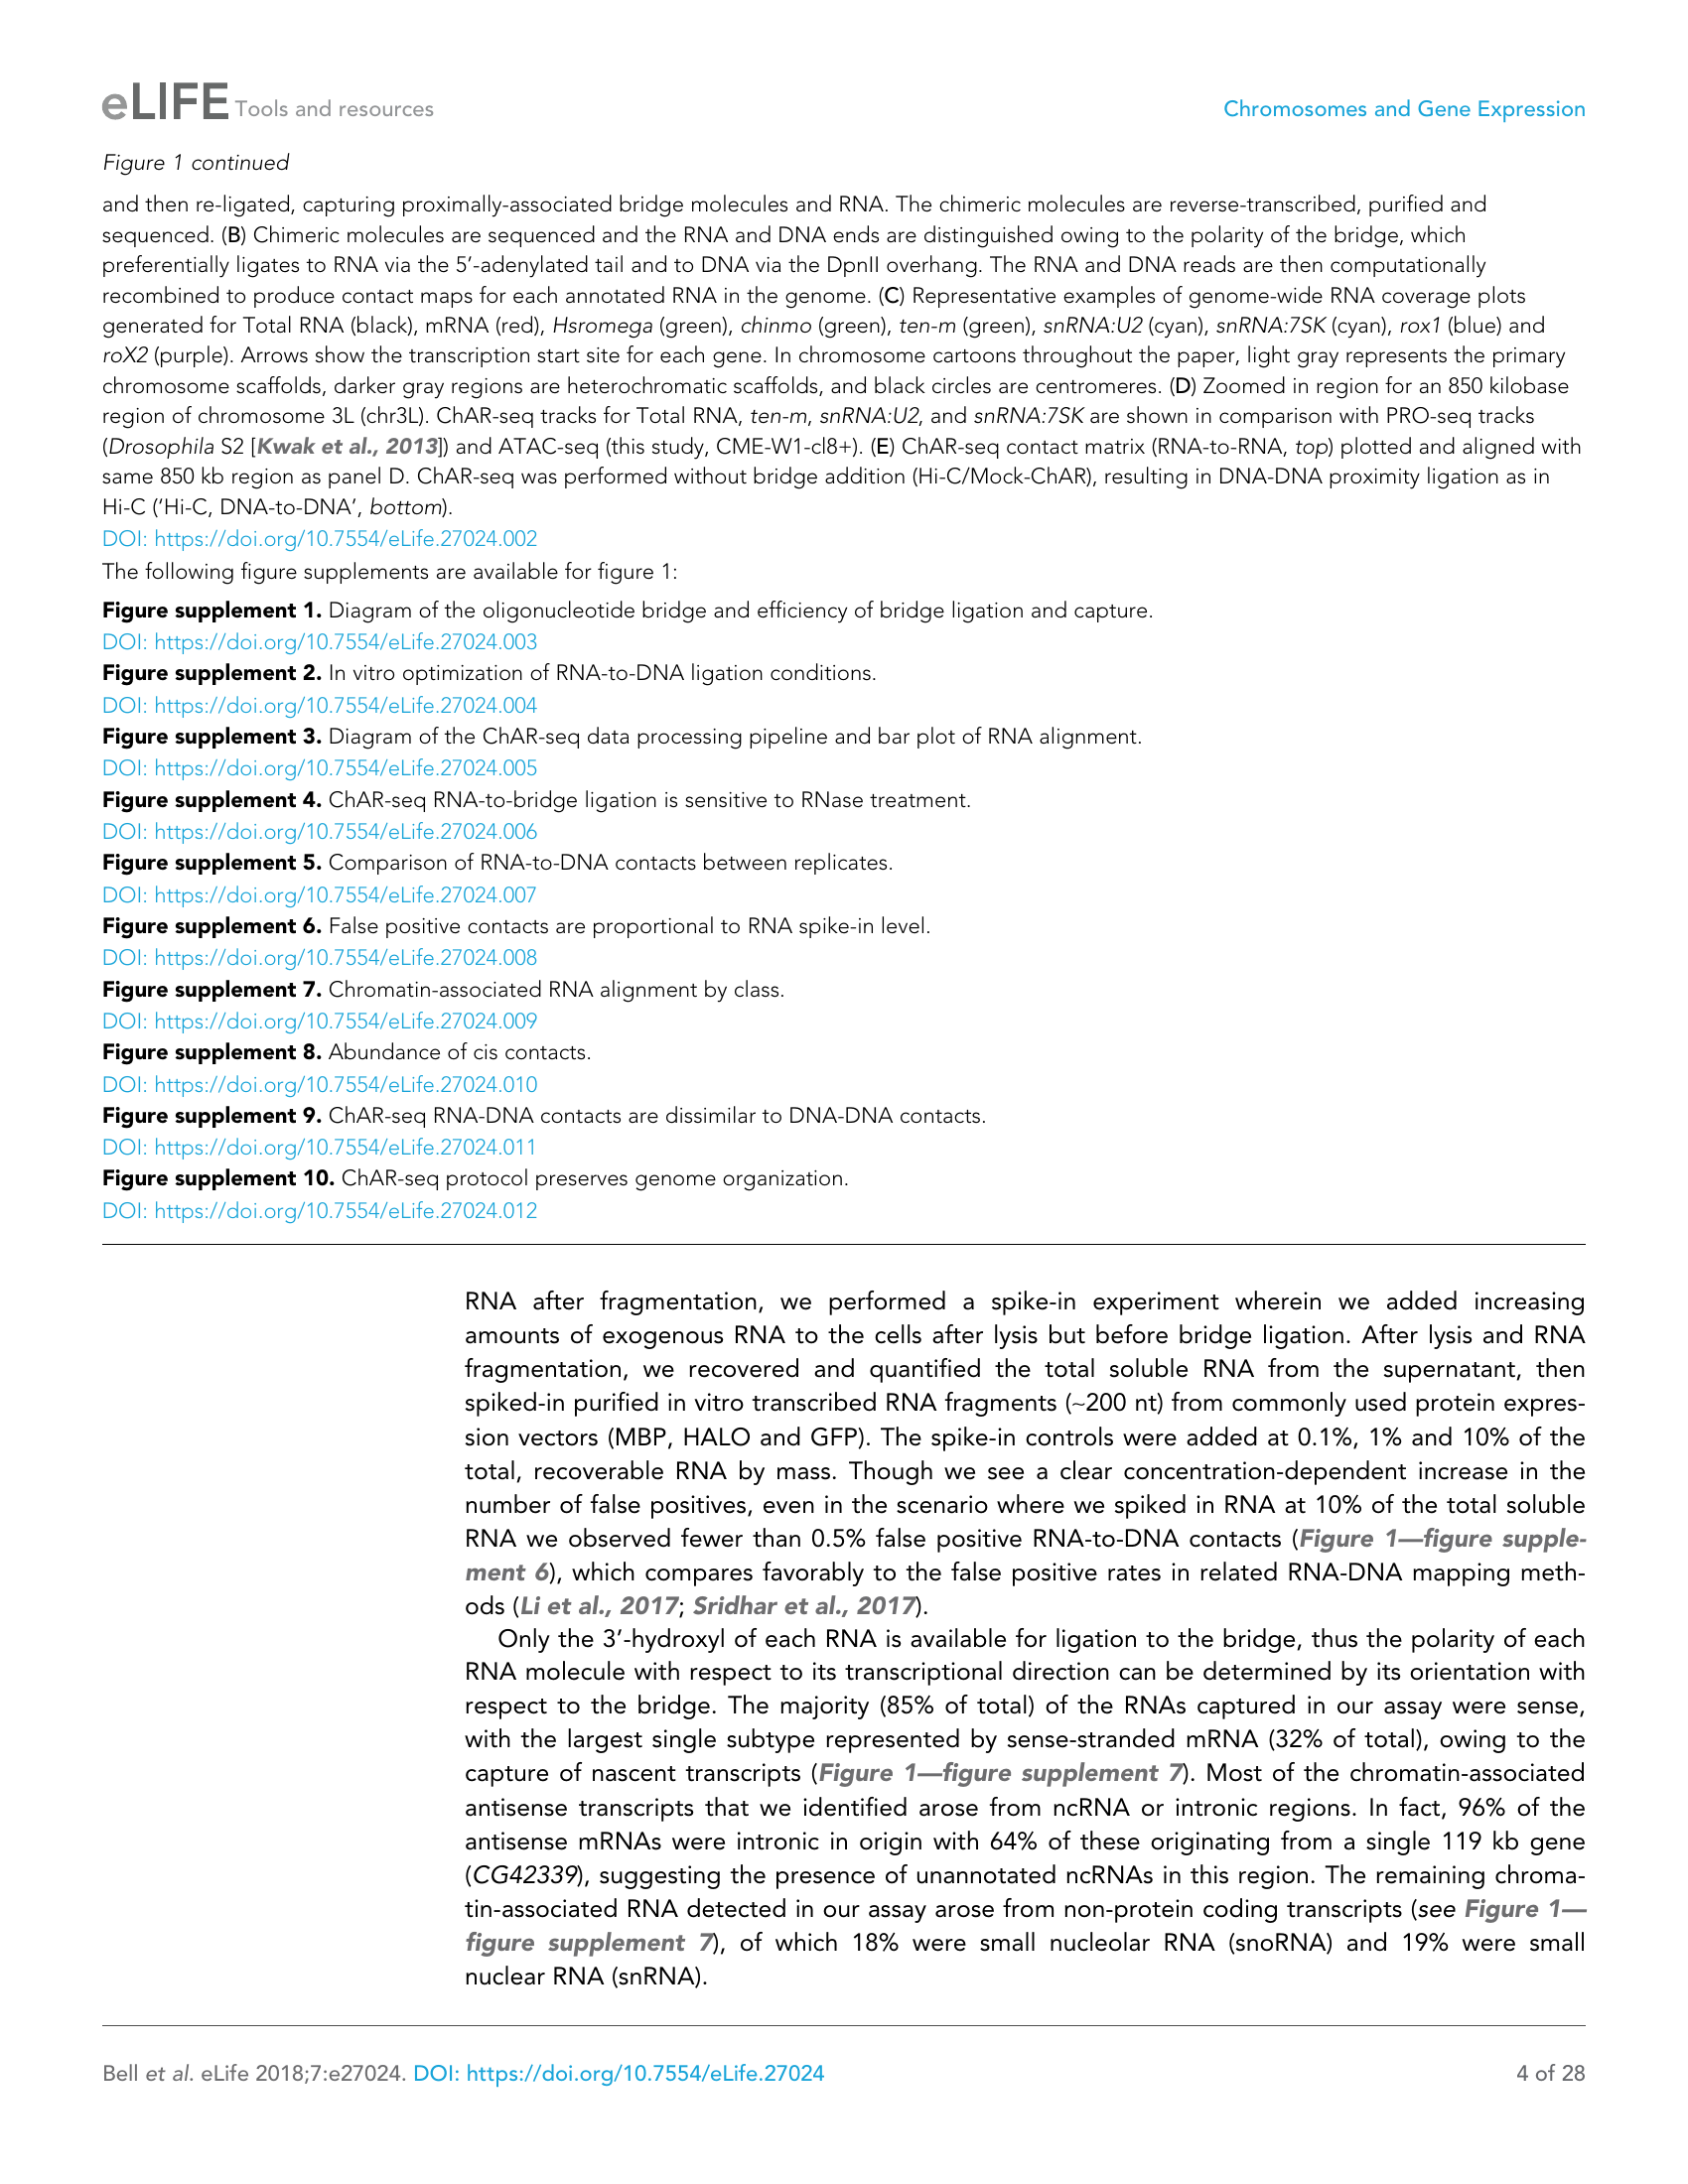 eLIFE Tools and resources
Chromosomes and Gene Expression
Figure 1 continued
and then re-ligated, capturing proximally-associated bridge molecules and RNA. The chimeric molecules are reverse-transcribed, purified and
sequenced. (B) Chimeric molecules are sequenced and the RNA and DNA ends are distinguished owing to the polarity of the bridge, which
preferentially ligates to RNA via the 5’-adenylated tail and to DNA via the DpnII overhang. The RNA and DNA reads are then computationally
recombined to produce contact maps for each annotated RNA in the genome. (C) Representative examples of genome-wide RNA coverage plots
generated for Total RNA (black), mRNA (red), Hsromega (green), chinmo (green), ten-m (green), snRNA:U2 (cyan), snRNA:7SK (cyan), rox1 (blue) and
roX2 (purple). Arrows show the transcription start site for each gene. In chromosome cartoons throughout the paper, light gray represents the primary
chromosome scaffolds, darker gray regions are heterochromatic scaffolds, and black circles are centromeres. (D) Zoomed in region for an 850 kilobase
region of chromosome 3L (chr3L). ChAR-seq tracks for Total RNA, ten-m, snRNA:U2, and snRNA:7SK are shown in comparison with PRO-seq tracks
(Drosophila S2 [Kwak et al., 2013]) and ATAC-seq (this study, CME-W1-cl8+). (E) ChAR-seq contact matrix (RNA-to-RNA, top) plotted and aligned with
same 850 kb region as panel D. ChAR-seq was performed without bridge addition (Hi-C/Mock-ChAR), resulting in DNA-DNA proximity ligation as in
Hi-C (‘Hi-C, DNA-to-DNA’, bottom).
DOI: https://doi.org/10.7554/eLife.27024.002
The following figure supplements are available for figure 1:
Figure supplement 1. Diagram of the oligonucleotide bridge and efficiency of bridge ligation and capture.
DOI: https://doi.org/10.7554/eLife.27024.003
Figure supplement 2. In vitro optimization of RNA-to-DNA ligation conditions.
DOI: https://doi.org/10.7554/eLife.27024.004
Figure supplement 3. Diagram of the ChAR-seq data processing pipeline and bar plot of RNA alignment.
DOI: https://doi.org/10.7554/eLife.27024.005
Figure supplement 4. ChAR-seq RNA-to-bridge ligation is sensitive to RNase treatment.
DOI: https://doi.org/10.7554/eLife.27024.006
Figure supplement 5. Comparison of RNA-to-DNA contacts between replicates.
DOI: https://doi.org/10.7554/eLife.27024.007
Figure supplement 6. False positive contacts are proportional to RNA spike-in level.
DOI: https://doi.org/10.7554/eLife.27024.008
Figure supplement 7. Chromatin-associated RNA alignment by class.
DOI: https://doi.org/10.7554/eLife.27024.009
Figure supplement 8. Abundance of cis contacts.
DOI: https://doi.org/10.7554/eLife.27024.010
Figure supplement 9. ChAR-seq RNA-DNA contacts are dissimilar to DNA-DNA contacts.
DOI: https://doi.org/10.7554/eLife.27024.011
Figure supplement 10. ChAR-seq protocol preserves genome organization.
DOI: https://doi.org/10.7554/eLife.27024.012
RNA after fragmentation, we performed a spike-in experiment wherein we added increasing
amounts of exogenous RNA to the cells after lysis but before bridge ligation. After lysis and RNA
fragmentation, we recovered and quantified the total soluble RNA from the supernatant, then
spiked-in purified in vitro transcribed RNA fragments (~200 nt) from commonly used protein expres-
sion vectors (MBP, HALO and GFP). The spike-in controls were added at 0.1%, 1% and 10% of the
total, recoverable RNA by mass. Though we see a clear concentration-dependent increase in the
number of false positives, even in the scenario where we spiked in RNA at 10% of the total soluble
RNA we observed fewer than 0.5% false positive RNA-to-DNA contacts (Figure 1—figure supple-
ment 6), which compares favorably to the false positive rates in related RNA-DNA mapping meth-
ods (Li et al., 2017; Sridhar et al., 2017).
Only the 3’-hydroxyl of each RNA is available for ligation to the bridge, thus the polarity of each
RNA molecule with respect to its transcriptional direction can be determined by its orientation with
respect to the bridge. The majority (85% of total) of the RNAs captured in our assay were sense,
with the largest single subtype represented by sense-stranded mRNA (32% of total), owing to the
capture of nascent transcripts (Figure 1—figure supplement 7). Most of the chromatin-associated
antisense transcripts that we identified arose from ncRNA or intronic regions. In fact, 96% of the
antisense mRNAs were intronic in origin with 64% of these originating from a single 119 kb gene
(CG42339), suggesting the presence of unannotated ncRNAs in this region. The remaining chroma-
tin-associated RNA detected in our assay arose from non-protein coding transcripts (see Figure 1—
figure supplement 7), of which 18% were small nucleolar RNA (snoRNA) and 19% were small
nuclear RNA (snRNA).
Bell et al. eLife 2018;7:e27024. DOI: https://doi.org/10.7554/eLife.27024
4 of 28